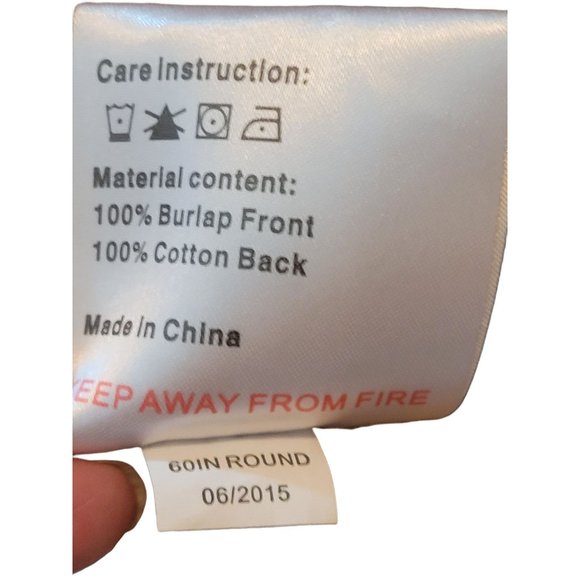 Care Instruction:
Material content:
100% Burlap Front
100% Cotton Back
Made in China
KEEP AWAY FROM FIRE
60IN ROUND
06/2015